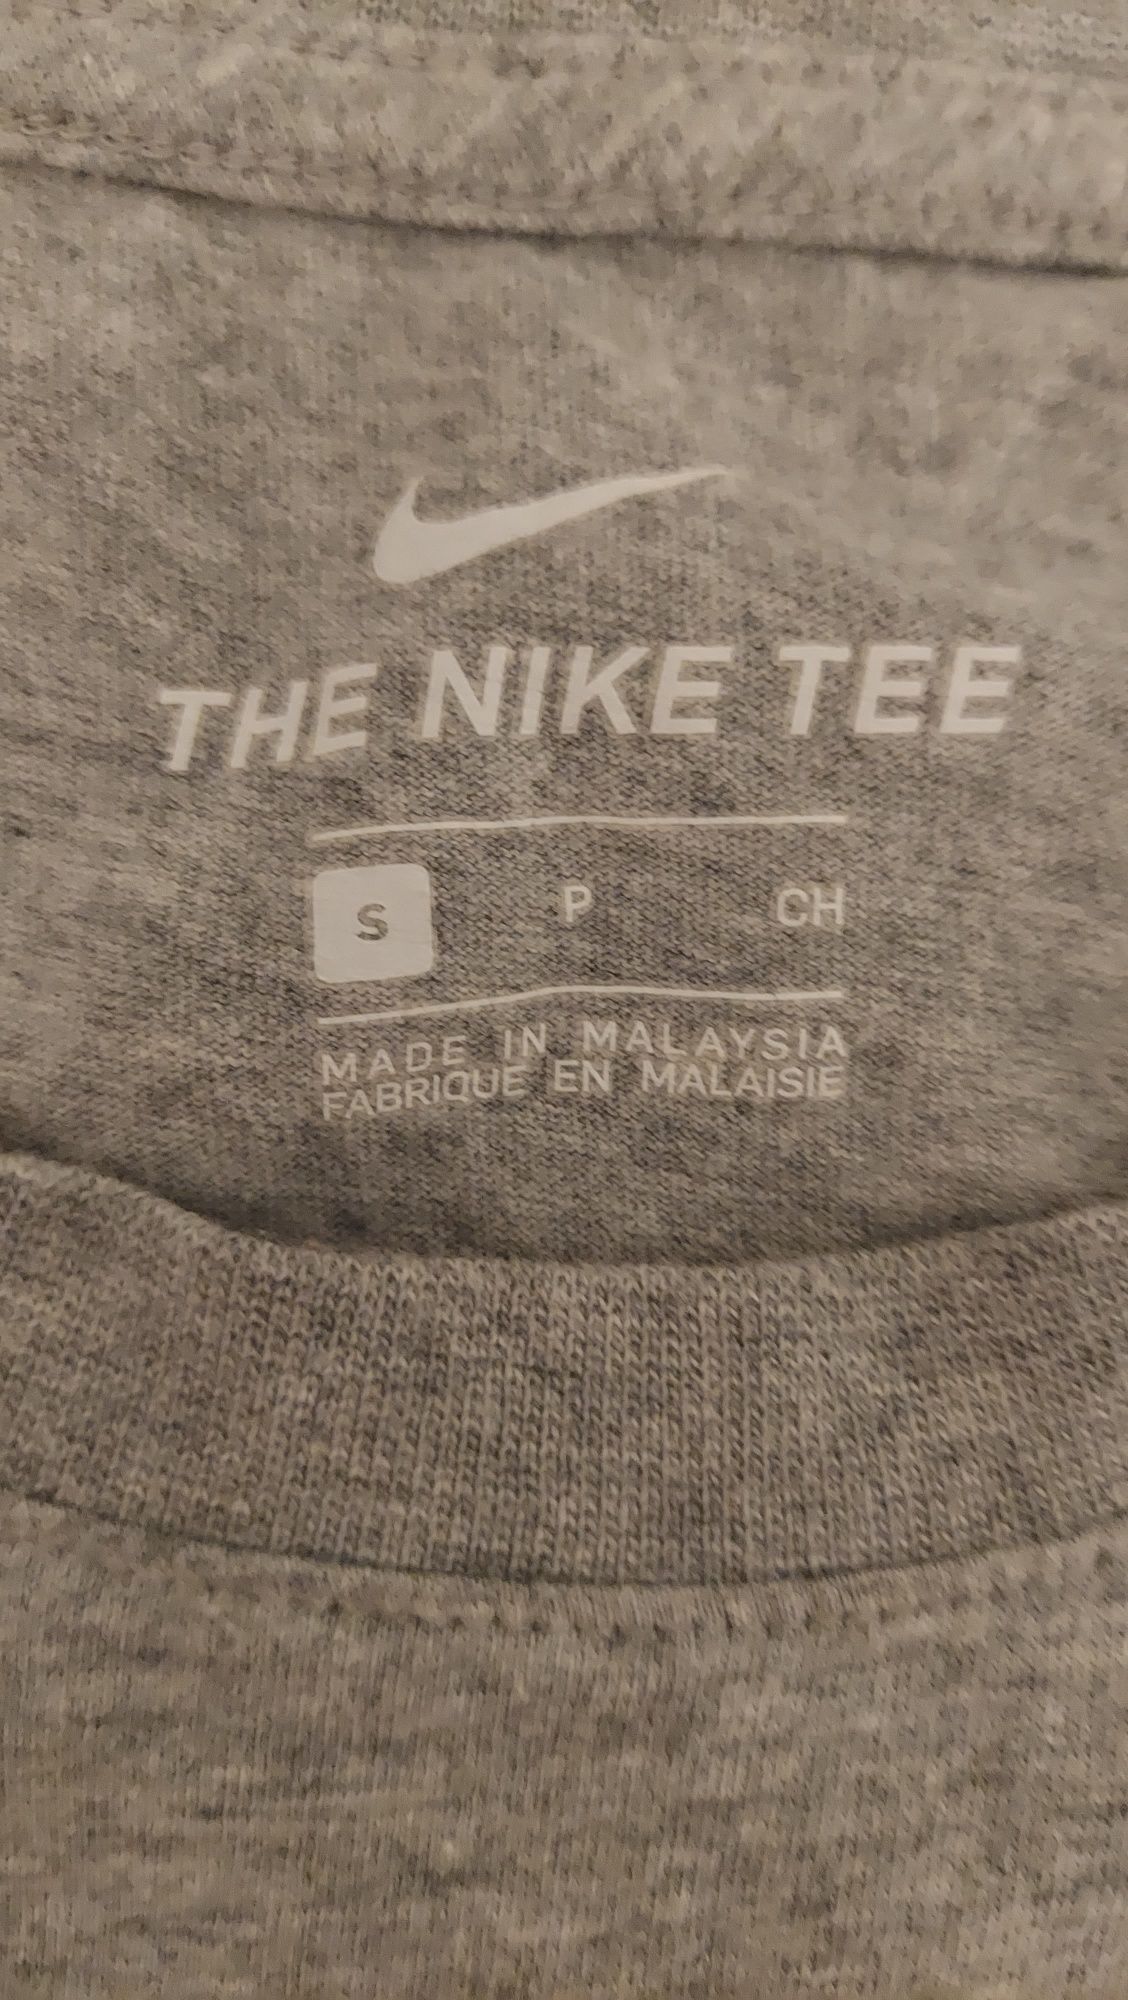 THE NIKE TEE
S P CH
MADE IN MALAYSIA
FABRIQUE EN MALAISIE